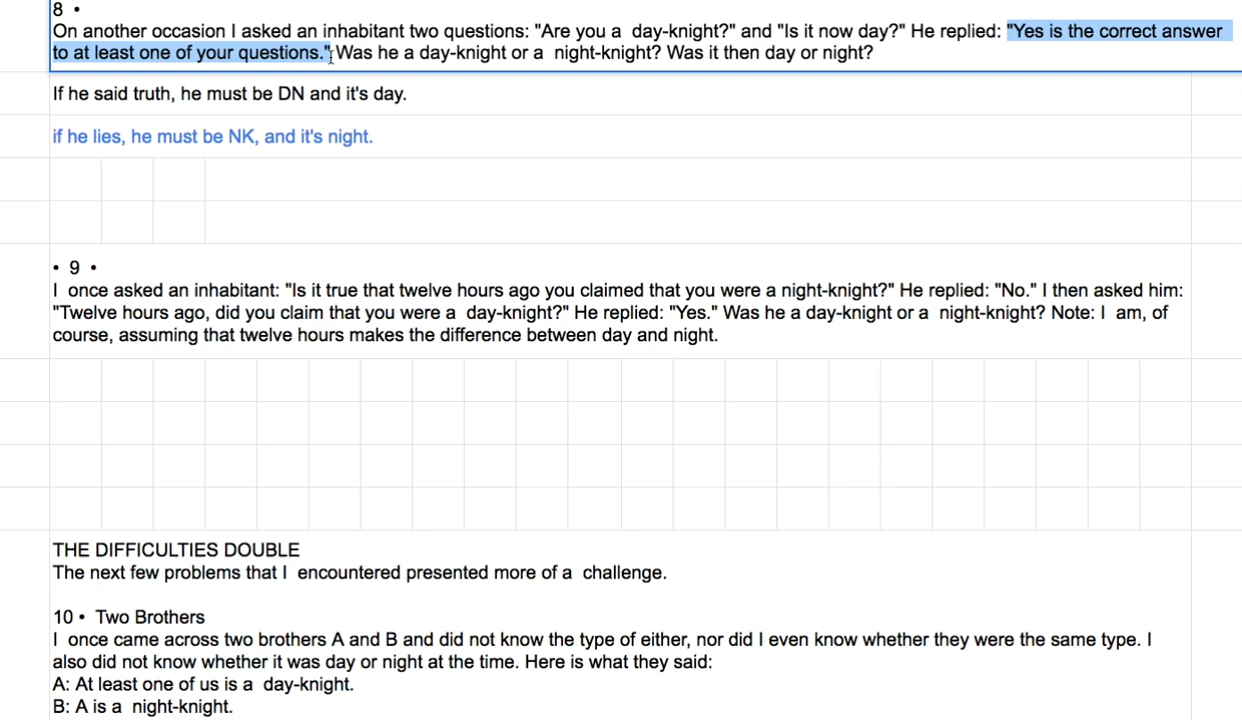 8 •
On another occasion I asked an inhabitant two questions: "Are you a day-knight?" and "Is it now day?" He replied: "Yes is the correct answer
to at least one of your questions." Was he a day-knight or a night-knight? Was it then day or night?
If he said truth, he must be DN and it's day.
if he lies, he must be NK, and it's night.
• 9 •
I once asked an inhabitant: "Is it true that twelve hours ago you claimed that you were a night-knight?" He replied: "No." I then asked him:
"Twelve hours ago, did you claim that you were a day-knight?" He replied: "Yes." Was he a day-knight or a night-knight? Note: I am, of
course, assuming that twelve hours makes the difference between day and night.
THE DIFFICULTIES DOUBLE
The next few problems that I encountered presented more of a challenge.
10 • Two Brothers
I once came across two brothers A and B and did not know the type of either, nor did I even know whether they were the same type. I
also did not know whether it was day or night at the time. Here is what they said:
A: At least one of us is a day-knight.
B: A is a night-knight.